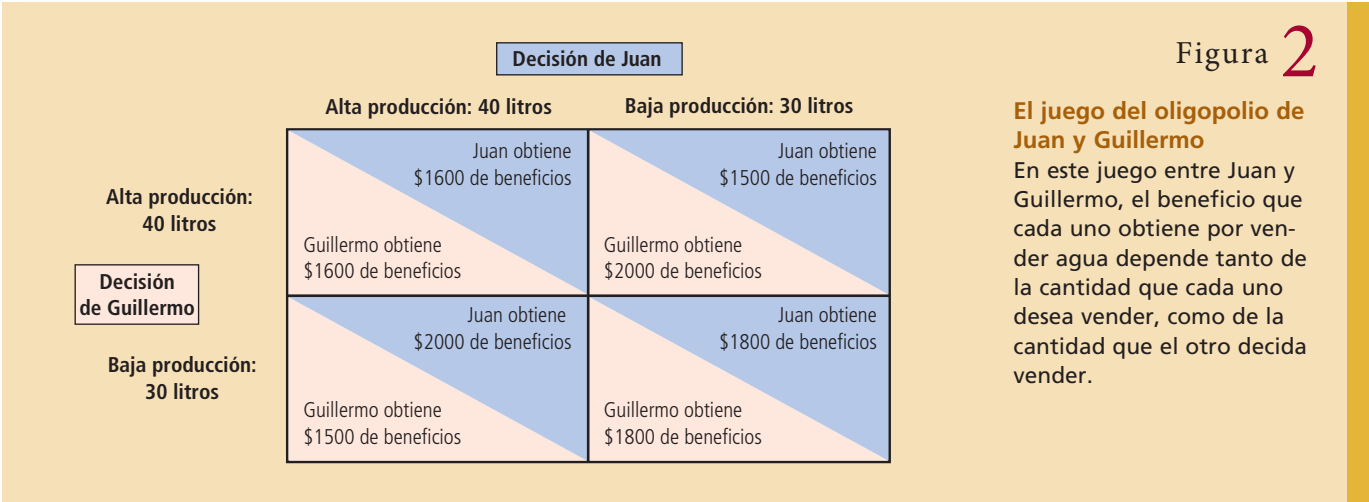 Decisión de Juan
Alta producción: 40 litros
Baja producción: 30 litros
Alta producción:
40 litros
Decisión
de Guillermo
Baja producción:
30 litros
Juan obtiene
$1600 de beneficios
Guillermo obtiene
$1600 de beneficios
Juan obtiene
$1500 de beneficios
Guillermo obtiene
$2000 de beneficios
Juan obtiene
$2000 de beneficios
Guillermo obtiene
$1500 de beneficios
Juan obtiene
$1800 de beneficios
Guillermo obtiene
$1800 de beneficios
Figura 2
El juego del oligopolio de
Juan y Guillermo
En este juego entre Juan y
Guillermo, el beneficio que
cada uno obtiene por ven-
der agua depende tanto de
la cantidad que cada uno
desea vender, como de la
cantidad que el otro decida
vender.